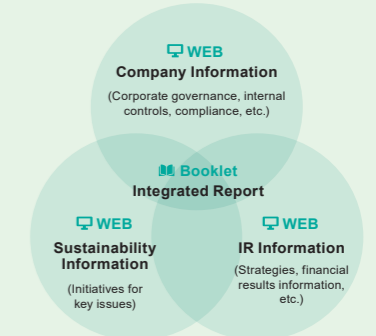 WEB
Company Information
(Corporate governance, internal
controls, compliance, etc.)
Booklet
Integrated Report
WEB
Sustainability
Information
(Initiatives for
key issues)
WEB
IR Information
(Strategies, financial
results information,
etc.)